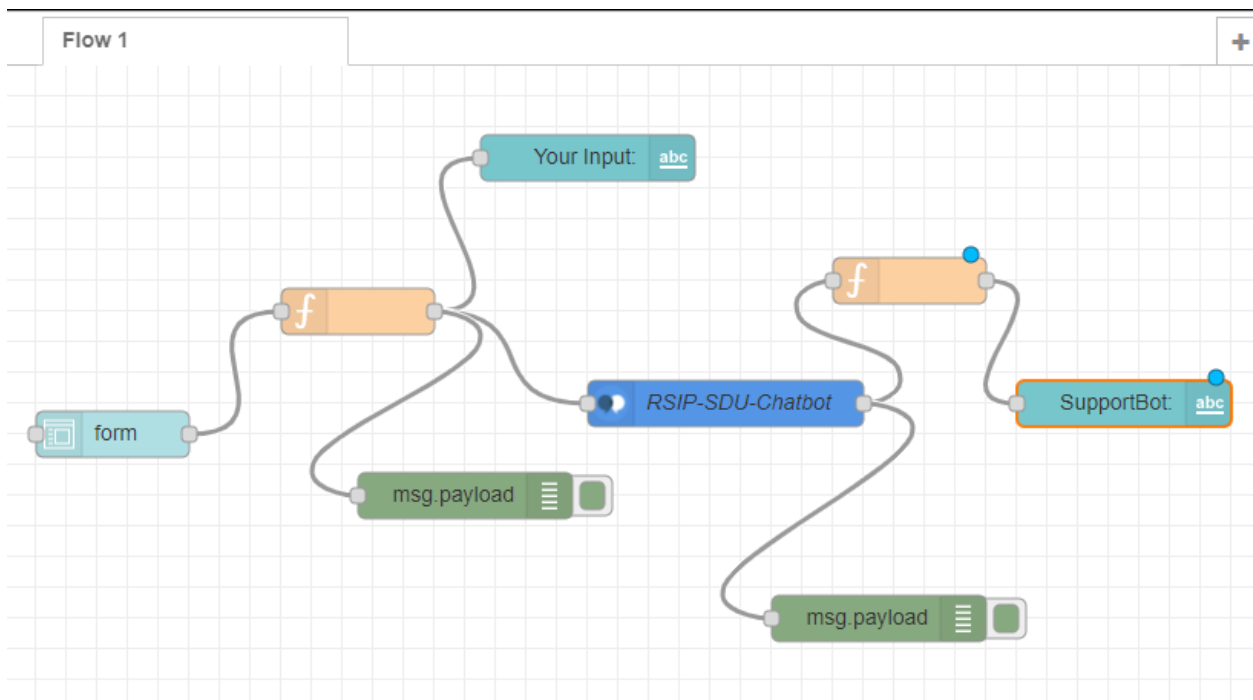 Flow 1
+
Your Input:
abc
f
f
RSIP-SDU-Chatbot
SupportBot:
abc
form
msg.payload
msg.payload